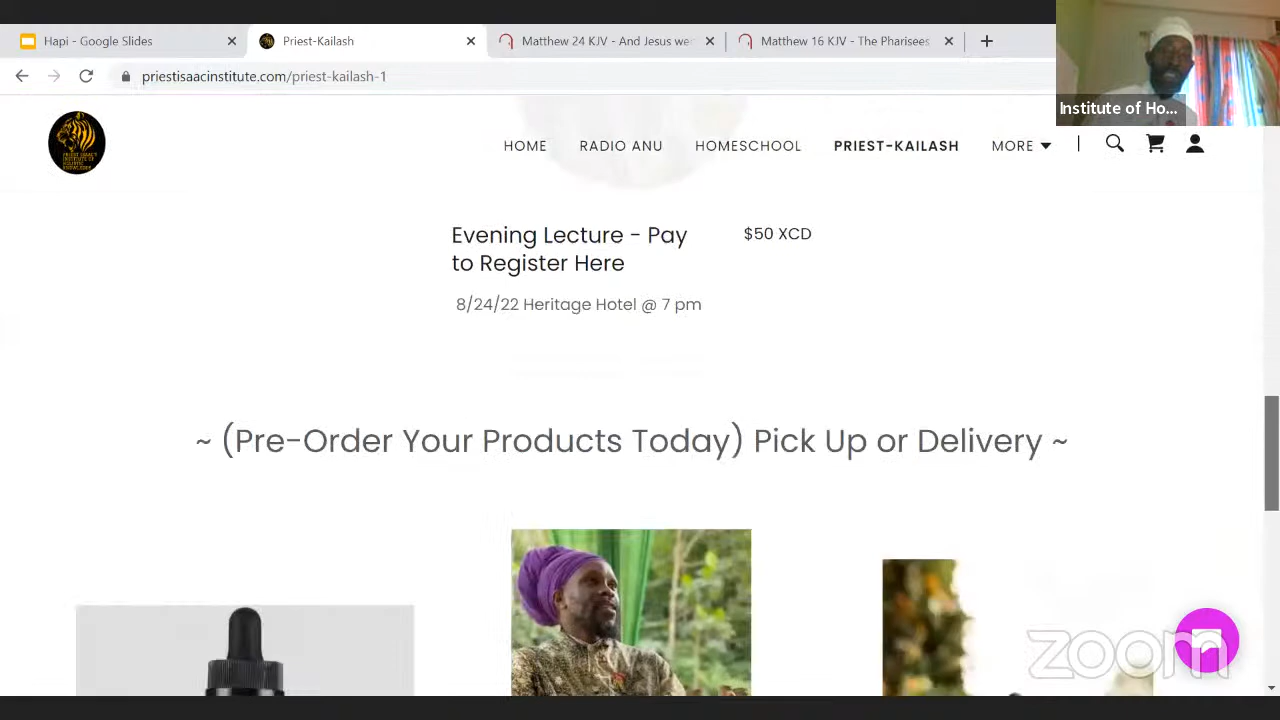 Hapi - Google Slides
Priest-Kailash
Matthew 24 KJV - And Jesus we
Matthew 16 KJV - The Pharisees
priestisaacinstitute.com/priest-kailash-1
Institute of Ho...
HOME
RADIO ANU
HOMESCHOOL
PRIEST-KAILASH
MORE
Evening Lecture - Pay
to Register Here
$50 XCD
8/24/22 Heritage Hotel @ 7 pm
~ (Pre-Order Your Products Today) Pick Up or Delivery ~
zoom